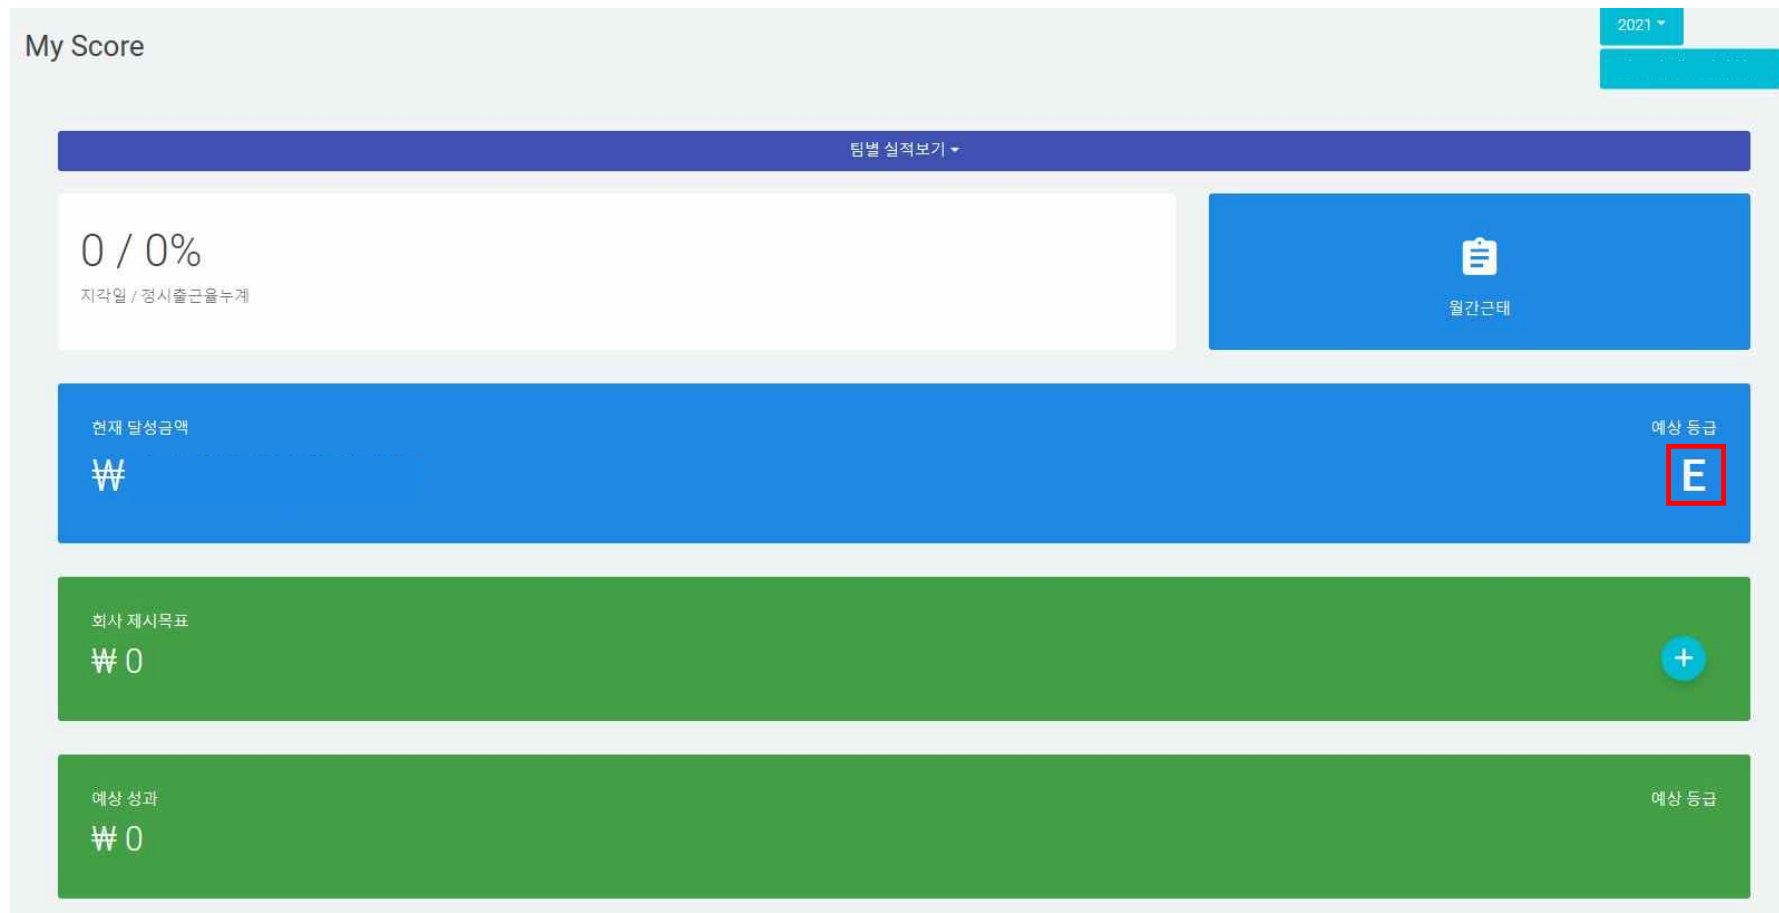 My Score
2021
팀별 실적보기
0 / 0%
지각일 / 정시출근율누계
월간근태
현재 달성금액
예상 등급
₩
E
회사 제시목표
₩ 0
+
예상 성과
예상 등급
₩ 0